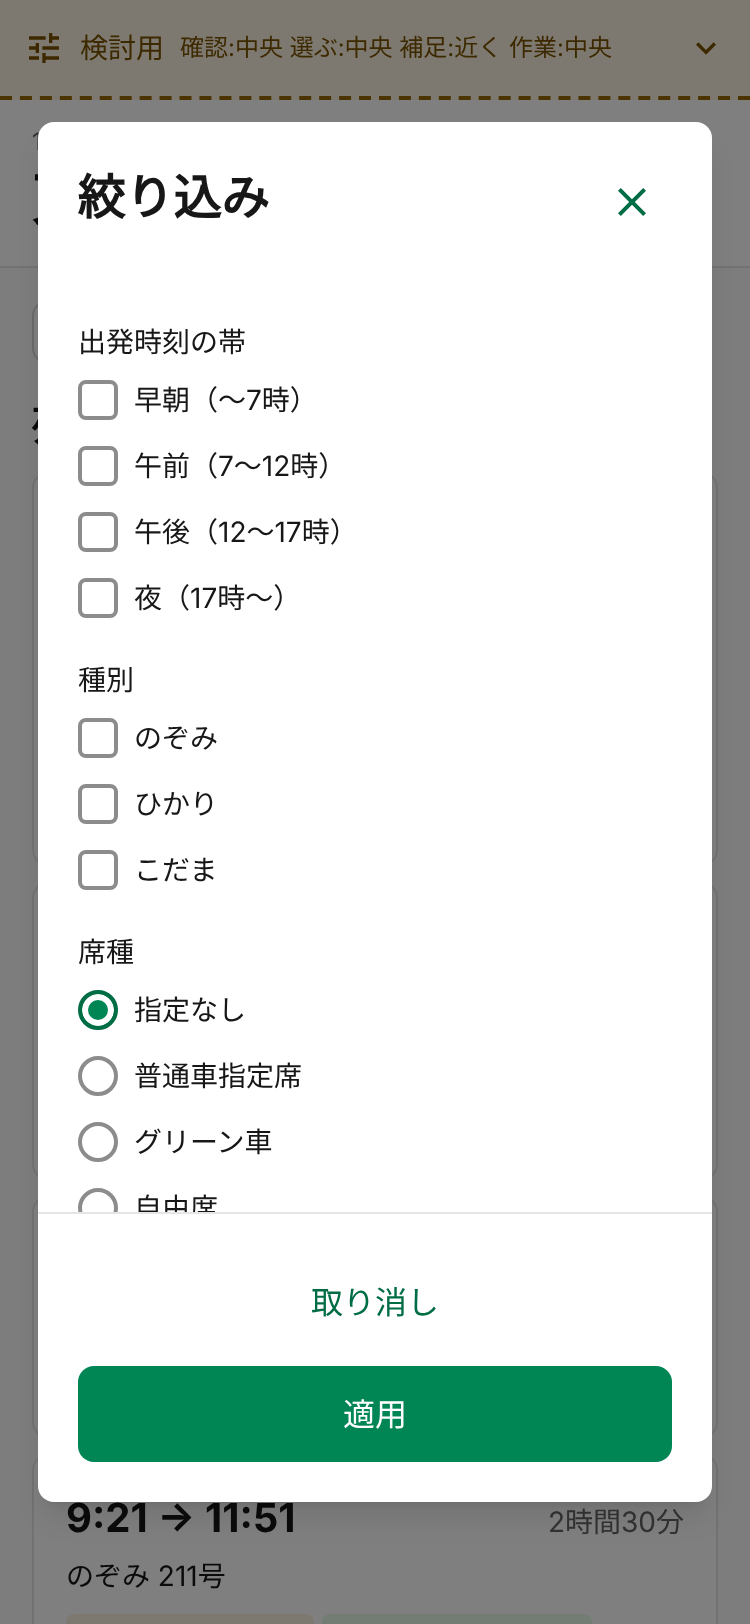 検討用 確認:中央 選ぶ:中央 補足:近く 作業:中央
絞り込み
出発時刻の帯
早朝（〜7時）
午前（7〜12時）
午後（12〜17時）
夜（17時〜）
種別
のぞみ
ひかり
こだま
席種
指定なし
普通車指定席
グリーン車
自由席
取り消し
適用
9:21 → 11:51 2時間30分
のぞみ 211号